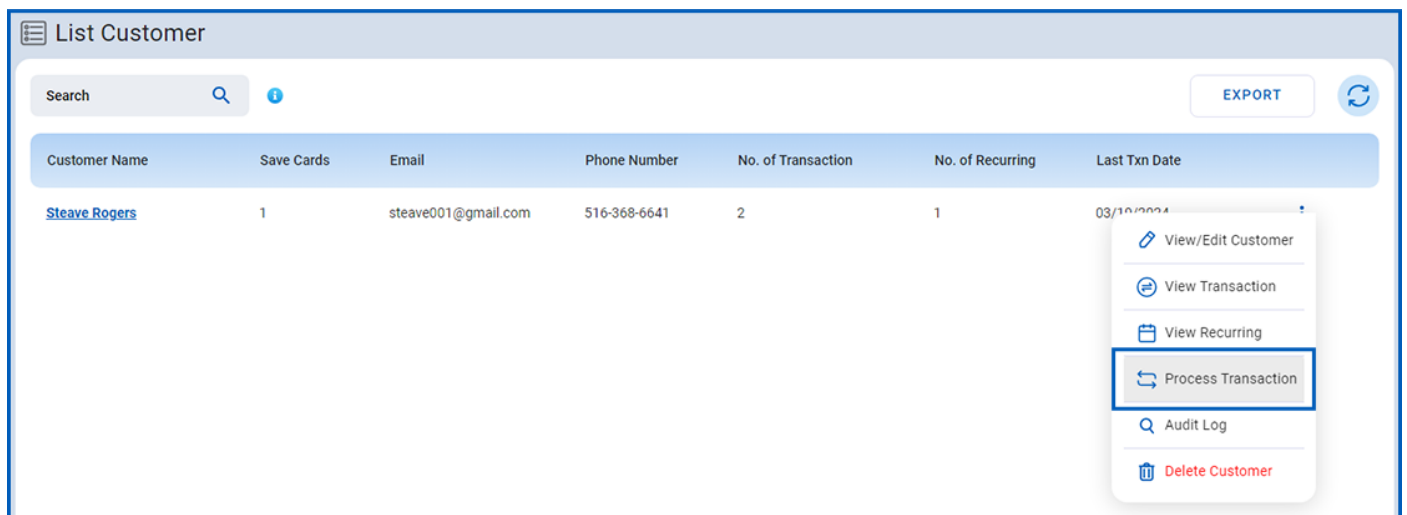 List Customer
Search
EXPORT
Customer Name Save Cards Email Phone Number No. of Transaction No. of Recurring Last Txn Date
Steave Rogers 1 steave001@gmail.com 516-368-6641 2 1
View/Edit Customer
View Transaction
View Recurring
Process Transaction
Audit Log
Delete Customer